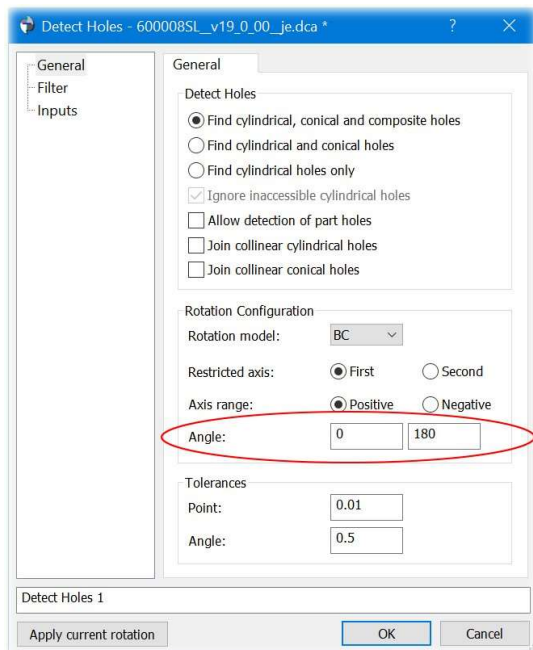 Detect Holes - 600008SL_v19_0_00_je.dca * ? ×
General
Filter
Inputs
General
Detect Holes
Find cylindrical, conical and composite holes
Find cylindrical and conical holes
Find cylindrical holes only
Ignore inaccessible cylindrical holes
Allow detection of part holes
Join collinear cylindrical holes
Join collinear conical holes
Rotation Configuration
Rotation model: BC
Restricted axis: First Second
Axis range: Positive Negative
Angle: 0 180
Tolerances
Point: 0.01
Angle: 0.5
Detect Holes 1
Apply current rotation OK Cancel